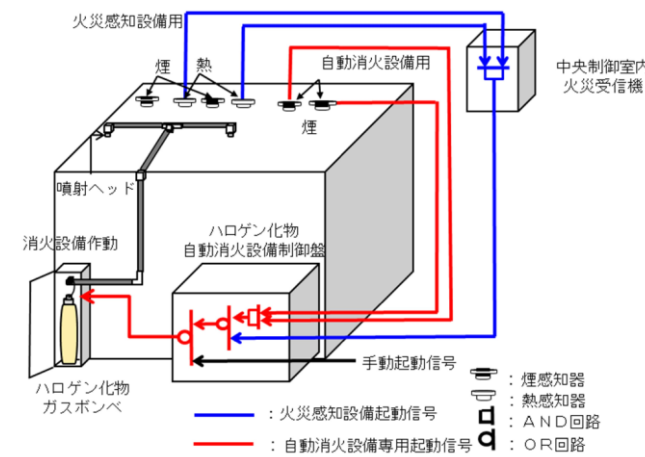 火災感知設備用
煙
熱
自動消火設備用
中央制御室内
火災受信機
煙
噴射ヘッド
消火設備作動
ハロゲン化物
自動消火設備制御盤
手動起動信号
ハロゲン化物
ガスボンベ
：煙感知器
：熱感知器
：ＡＮＤ回路
：ＯＲ回路
：火災感知設備起動信号
：自動消火設備専用起動信号